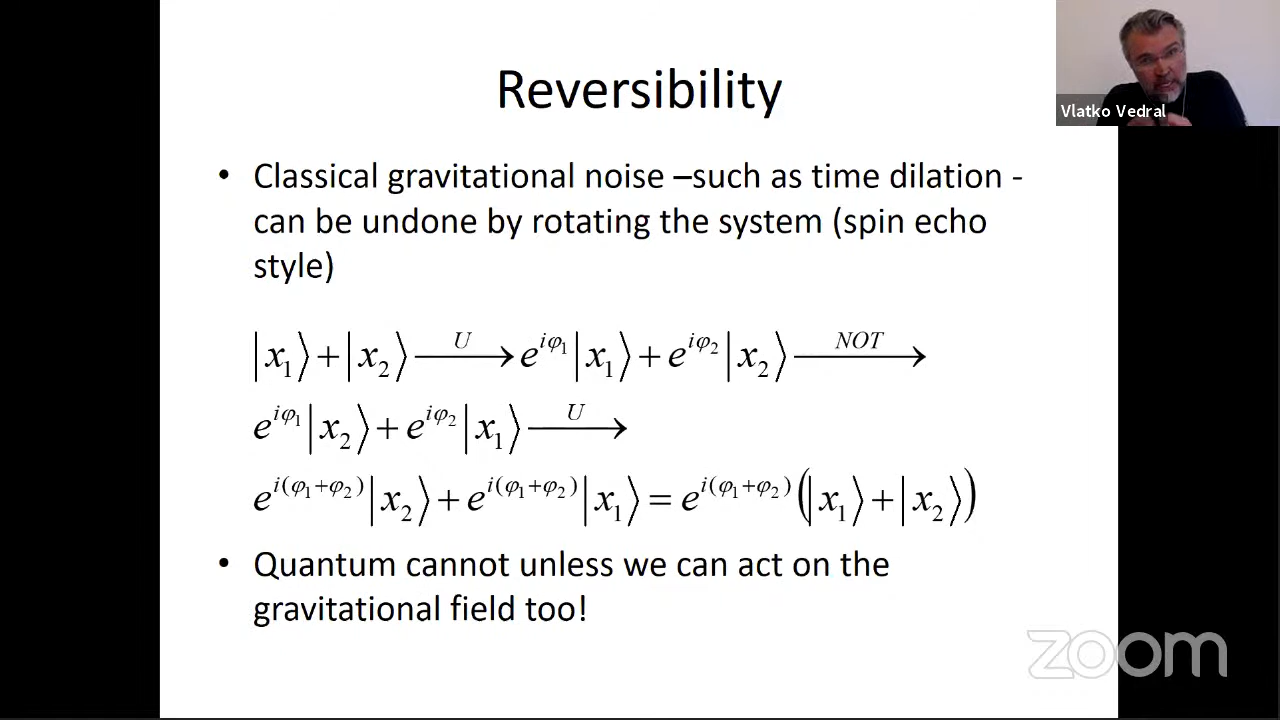 Reversibility
Vlatko Vedral
• Classical gravitational noise –such as time dilation -
can be undone by rotating the system (spin echo
style)
|x₁⟩ + |x₂⟩ —U→ e^{iφ₁}|x₁⟩ + e^{iφ₂}|x₂⟩ —NOT→
e^{iφ₁}|x₂⟩ + e^{iφ₂}|x₁⟩ —U→
e^{i(φ₁+φ₂)}|x₂⟩ + e^{i(φ₁+φ₂)}|x₁⟩ = e^{i(φ₁+φ₂)}(|x₁⟩ + |x₂⟩)
• Quantum cannot unless we can act on the
gravitational field too!
zoom